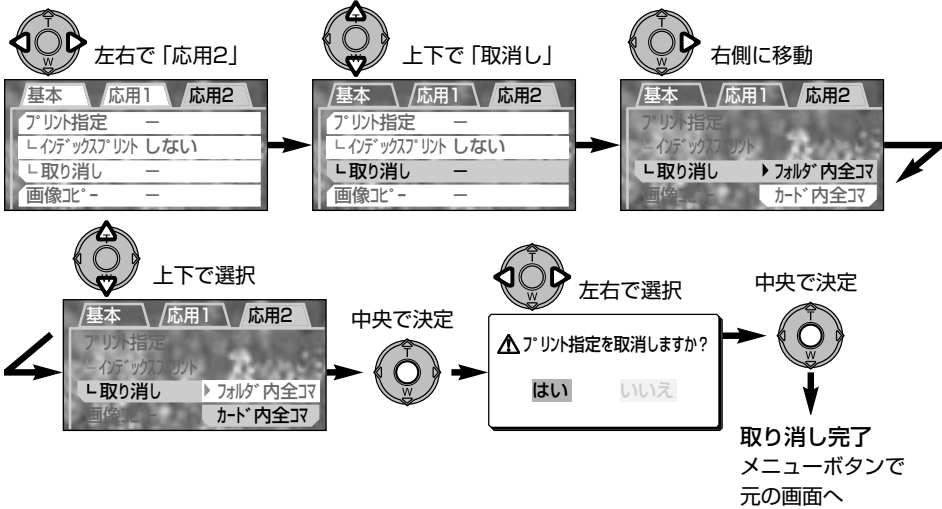 T
W
左右で「応用2」
基本 応用1 応用2
プリント指定 －
└インデックスプリント しない
└取り消し －
画像コピー －
T
W
上下で「取消し」
基本 応用1 応用2
プリント指定 －
└インデックスプリント しない
└取り消し －
画像コピー －
T
W
右側に移動
基本 応用1 応用2
プリント指定
└インデックスプリント
└取り消し フォルダ内全コマ
画像コピー カード内全コマ
T
W
上下で選択
基本 応用1 応用2
プリント指定
└インデックスプリント
└取り消し フォルダ内全コマ
画像コピー カード内全コマ
中央で決定
T
W
T
W
左右で選択
プリント指定を取消しますか?
はい いいえ
中央で決定
T
W
取り消し完了
メニューボタンで
元の画面へ